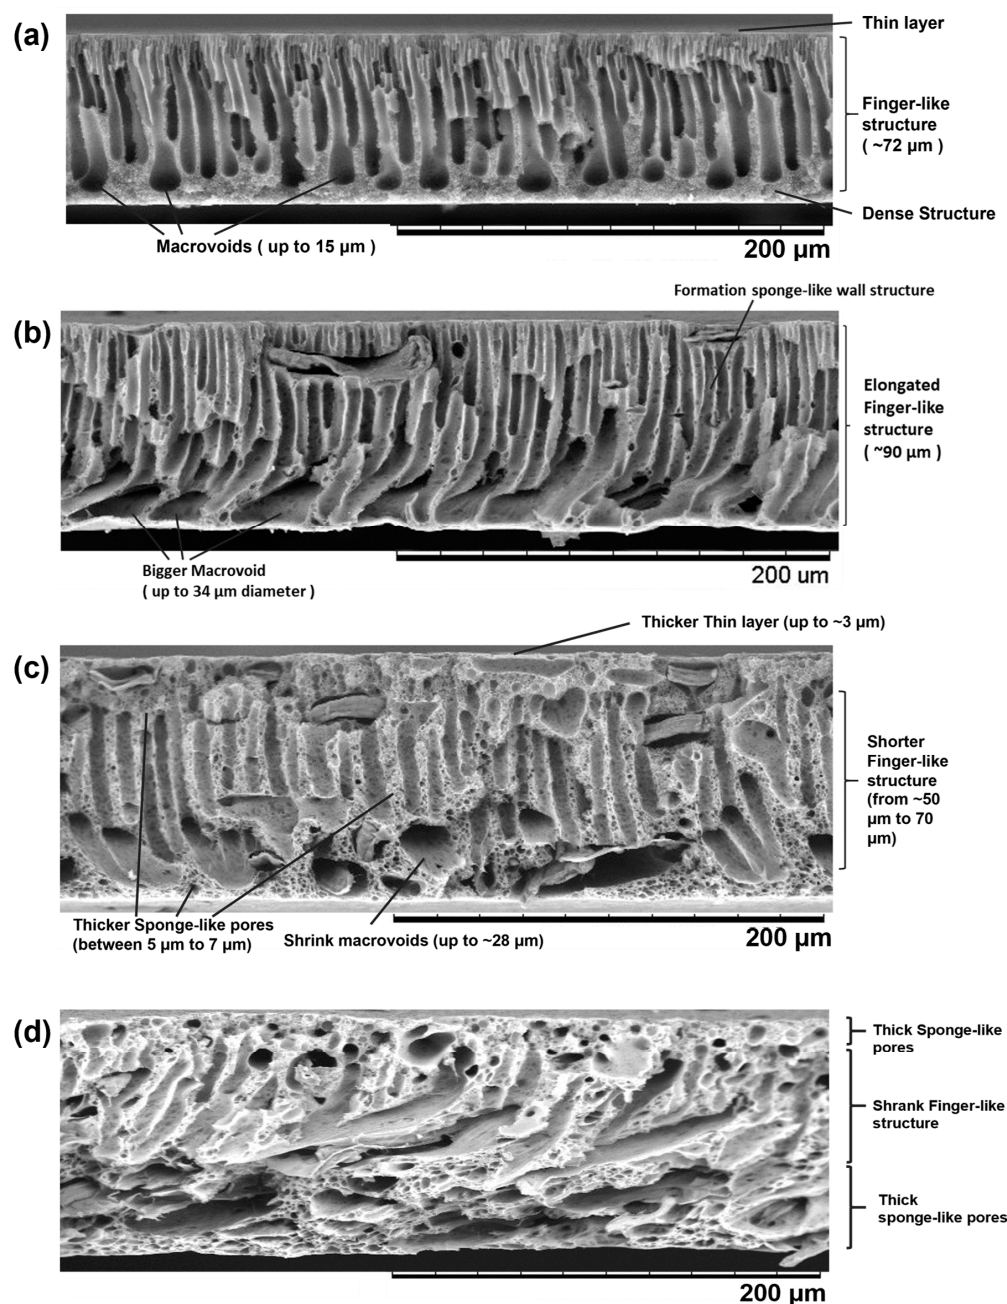 (a)
Thin layer
Finger-like
structure
( ~72 µm )
Dense Structure
Macrovoids ( up to 15 µm )
200 µm
Formation sponge-like wall structure
(b)
Elongated
Finger-like
structure
( ~90 µm )
Bigger Macrovoid
( up to 34 µm diameter )
200 um
Thicker Thin layer (up to ~3 µm)
(c)
Shorter
Finger-like
structure
(from ~50
µm to 70
µm)
Thicker Sponge-like pores
(between 5 µm to 7 µm)
Shrink macrovoids (up to ~28 µm)
200 µm
(d)
Thick Sponge-like
pores
Shrank Finger-like
structure
Thick
sponge-like pores
200 µm